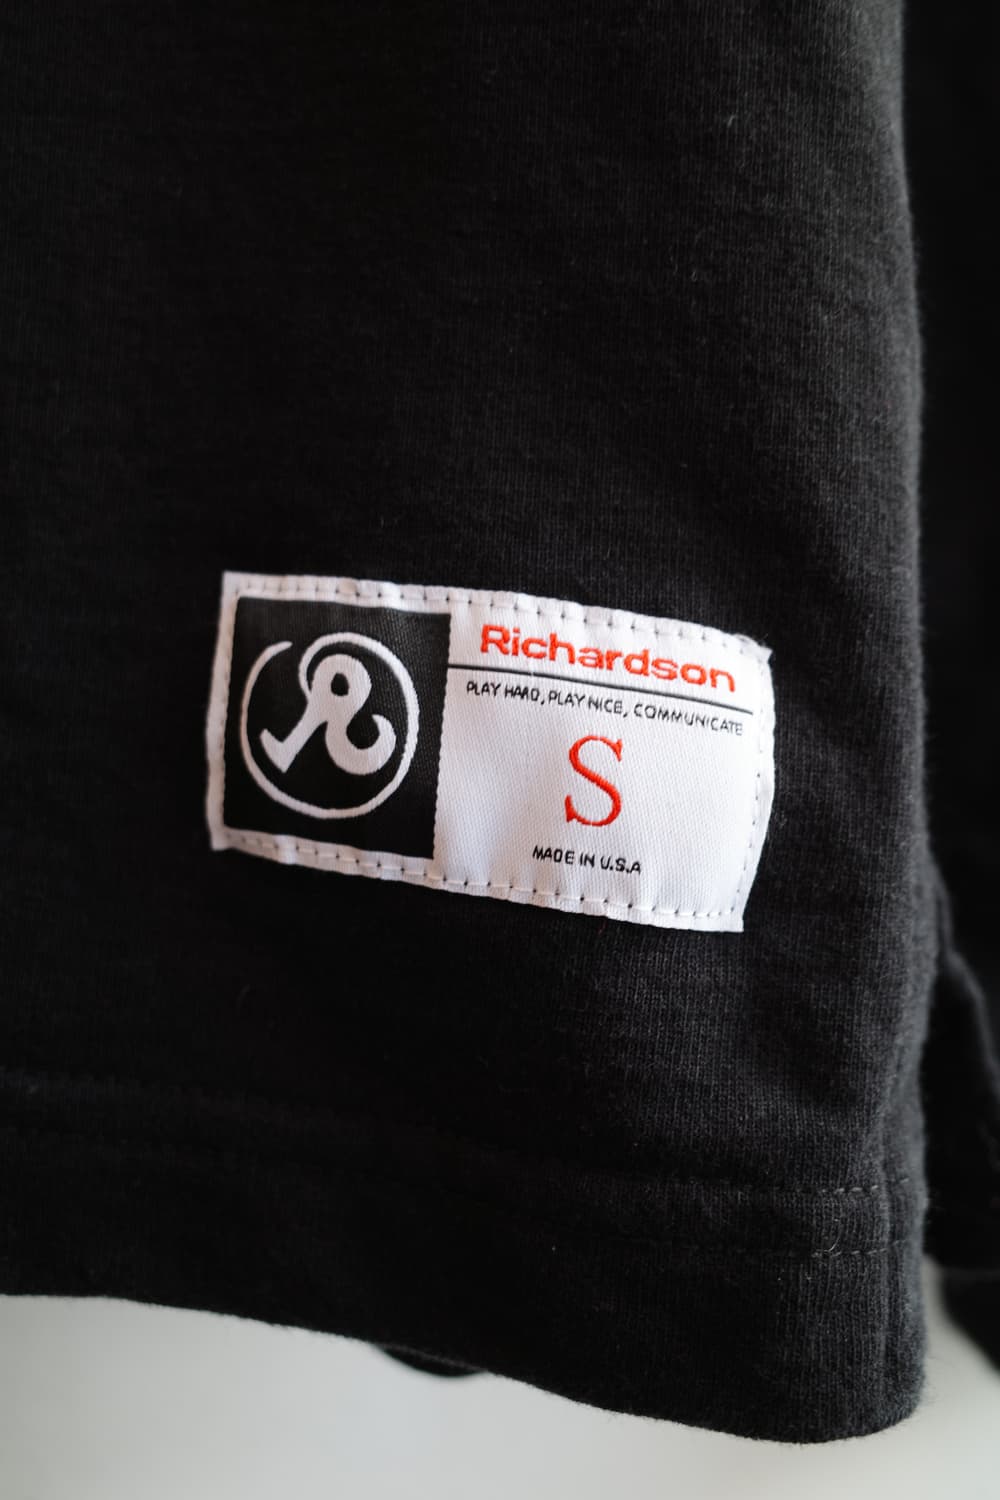 R
Richardson
PLAY HARD, PLAY NICE, COMMUNICATE
S
MADE IN U.S.A